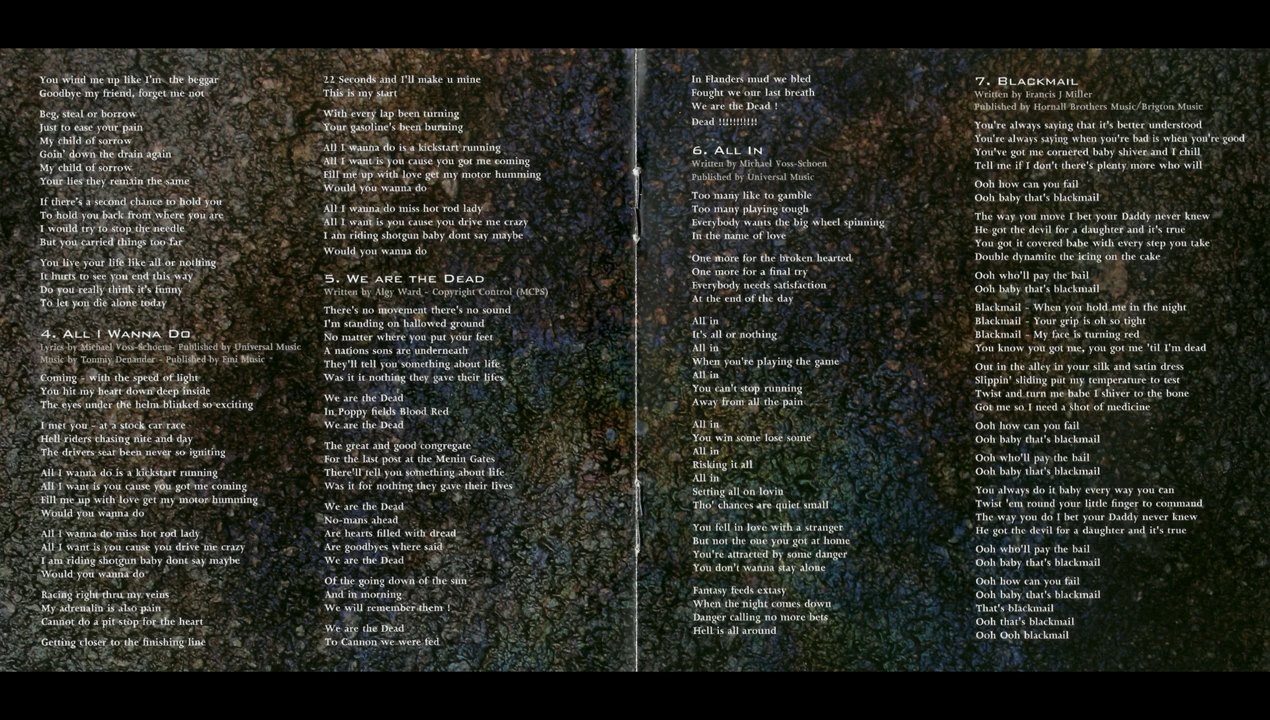 You wind me up like I'm the beggar
Goodbye my friend, forget me not
Beg, steal or borrow
Just to ease your pain
My child of sorrow
Goin' down the drain again
My child of sorrow
Your lies they remain the same
If there's a second chance to hold you
To hold you back from where you are
I would try to stop the needle
But you carried things too far
You live your life like all or nothing
It hurts to see you end this way
Do you really think it's funny
To let you die alone today
4. All I Wanna Do
Lyrics by Michael Voss-Schoen - Published by Universal Music
Music by Tommy Denander - Published by Emi Music
Coming - with the speed of light
You hit my heart down deep inside
The eyes under the helm blinked so exciting
I met you - at a stock car race
Hell riders chasing nite and day
The drivers seat been never so igniting
All I wanna do is a kickstart running
All I want is you cause you got me coming
Fill me up with love get my motor humming
Would you wanna do
All I wanna do miss hot rod lady
All I want is you cause you drive me crazy
I am riding shotgun baby dont say maybe
Would you wanna do
Racing right thru my veins
My adrenalin is also pain
Cannot do a pit stop for the heart
Getting closer to the finishing line
22 Seconds and I'll make u mine
This is my start
With every lap been turning
Your gasoline's been burning
All I wanna do is a kickstart running
All I want is you cause you got me coming
Fill me up with love get my motor humming
Would you wanna do
All I wanna do miss hot rod lady
All I want is you cause you drive me crazy
I am riding shotgun baby dont say maybe
Would you wanna do
5. We are the Dead
Written by Algy Ward - Copyright Control (MCPS)
There's no movement there's no sound
I'm standing on hallowed ground
No matter where you put your feet
A nations sons are underneath
They'll tell you something about life
Was it it nothing they gave their lifes
We are the Dead
In Poppy fields Blood Red
We are the Dead
The great and good congregate
For the last post at the Menin Gates
There'll tell you something about life
Was it for nothing they gave their lives
We are the Dead
No-mans ahead
Are hearts filled with dread
Are goodbyes where said
We are the Dead
Of the going down of the sun
And in morning
We will remember them !
We are the Dead
To Cannon we were fed
In Flanders mud we bled
Fought we our last breath
We are the Dead !
Dead !!!!!!!!!!!
6. All In
Written by Michael Voss-Schoen
Published by Universal Music
Too many like to gamble
Too many playing tough
Everybody wants the big wheel spinning
In the name of love
One more for the broken hearted
One more for a final try
Everybody needs satisfaction
At the end of the day
All in
It's all or nothing
All in
When you're playing the game
All in
You can't stop running
Away from all the pain
All in
You win some lose some
All in
Risking it all
All in
Setting all on lovin
Tho' chances are quiet small
You fell in love with a stranger
But not the one you got at home
You're attracted by some danger
You don't wanna stay alone
Fantasy feeds extasy
When the night comes down
Danger calling no more bets
Hell is all around
7. Blackmail
Written by Francis J Miller
Published by Hornall Brothers Music/Brigton Music
You're always saying that it's better understood
You're always saying when you're bad is when you're good
You've got me cornered baby shiver and I chill
Tell me if I don't there's plenty more who will
Ooh how can you fail
Ooh baby that's blackmail
The way you move I bet your Daddy never knew
He got the devil for a daughter and it's true
You got it covered babe with every step you take
Double dynamite the icing on the cake
Ooh who'll pay the bail
Ooh baby that's blackmail
Blackmail - When you hold me in the night
Blackmail - Your grip is oh so tight
Blackmail - My face is turning red
You know you got me, you got me 'til I'm dead
Out in the alley in your silk and satin dress
Slippin' sliding put my temperature to test
Twist and turn me babe I shiver to the bone
Got me so I need a shot of medicine
Ooh how can you fail
Ooh baby that's blackmail
Ooh who'll pay the bail
Ooh baby that's blackmail
You always do it baby every way you can
Twist 'em round your little finger to command
The way you do I bet your Daddy never knew
He got the devil for a daughter and it's true
Ooh who'll pay the bail
Ooh baby that's blackmail
Ooh how can you fail
Ooh baby that's blackmail
That's blackmail
Ooh that's blackmail
Ooh Ooh blackmail